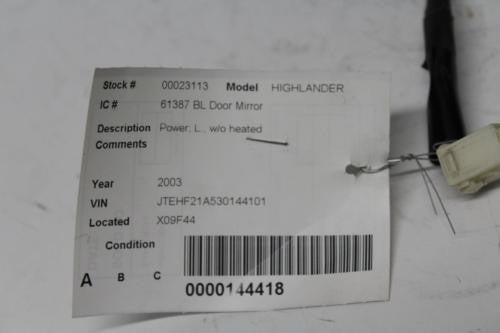 Stock # 00023113 Model HIGHLANDER
IC # 61387 BL Door Mirror
Description Power, L., w/o heated
Comments
Year 2003
VIN JTEHF21A530144101
Located X09F44
Condition
A B C
0000144418